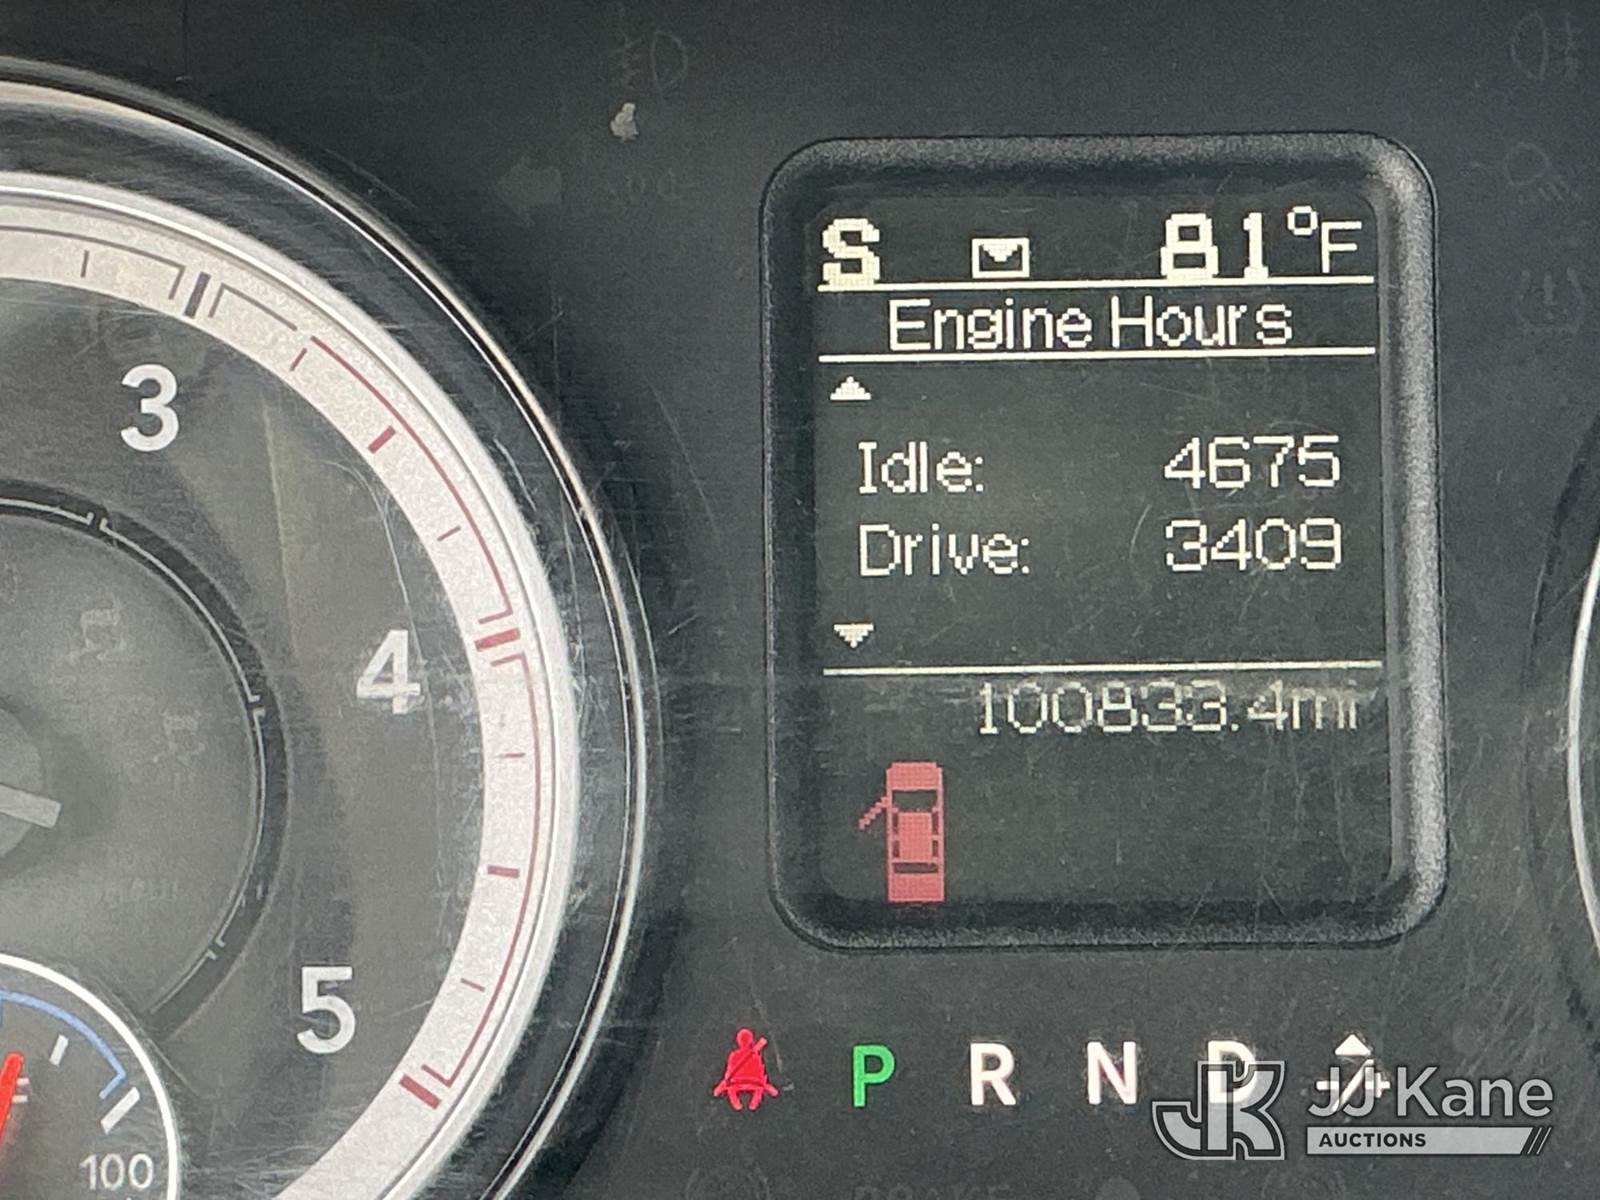 S 81°F
Engine Hours
Idle: 4675
Drive: 3409
100833.4mi
3
4
5
100
P R N D
JJ Kane
AUCTIONS